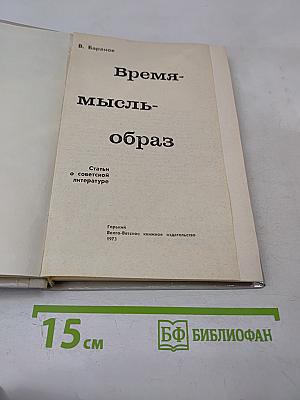 В. Баранов
Время-
мысль-
образ
Статьи
о советской
литературе
Горький
Волго-Вятское книжное издательство
1973
15 см
БФ БИБЛИОФАН